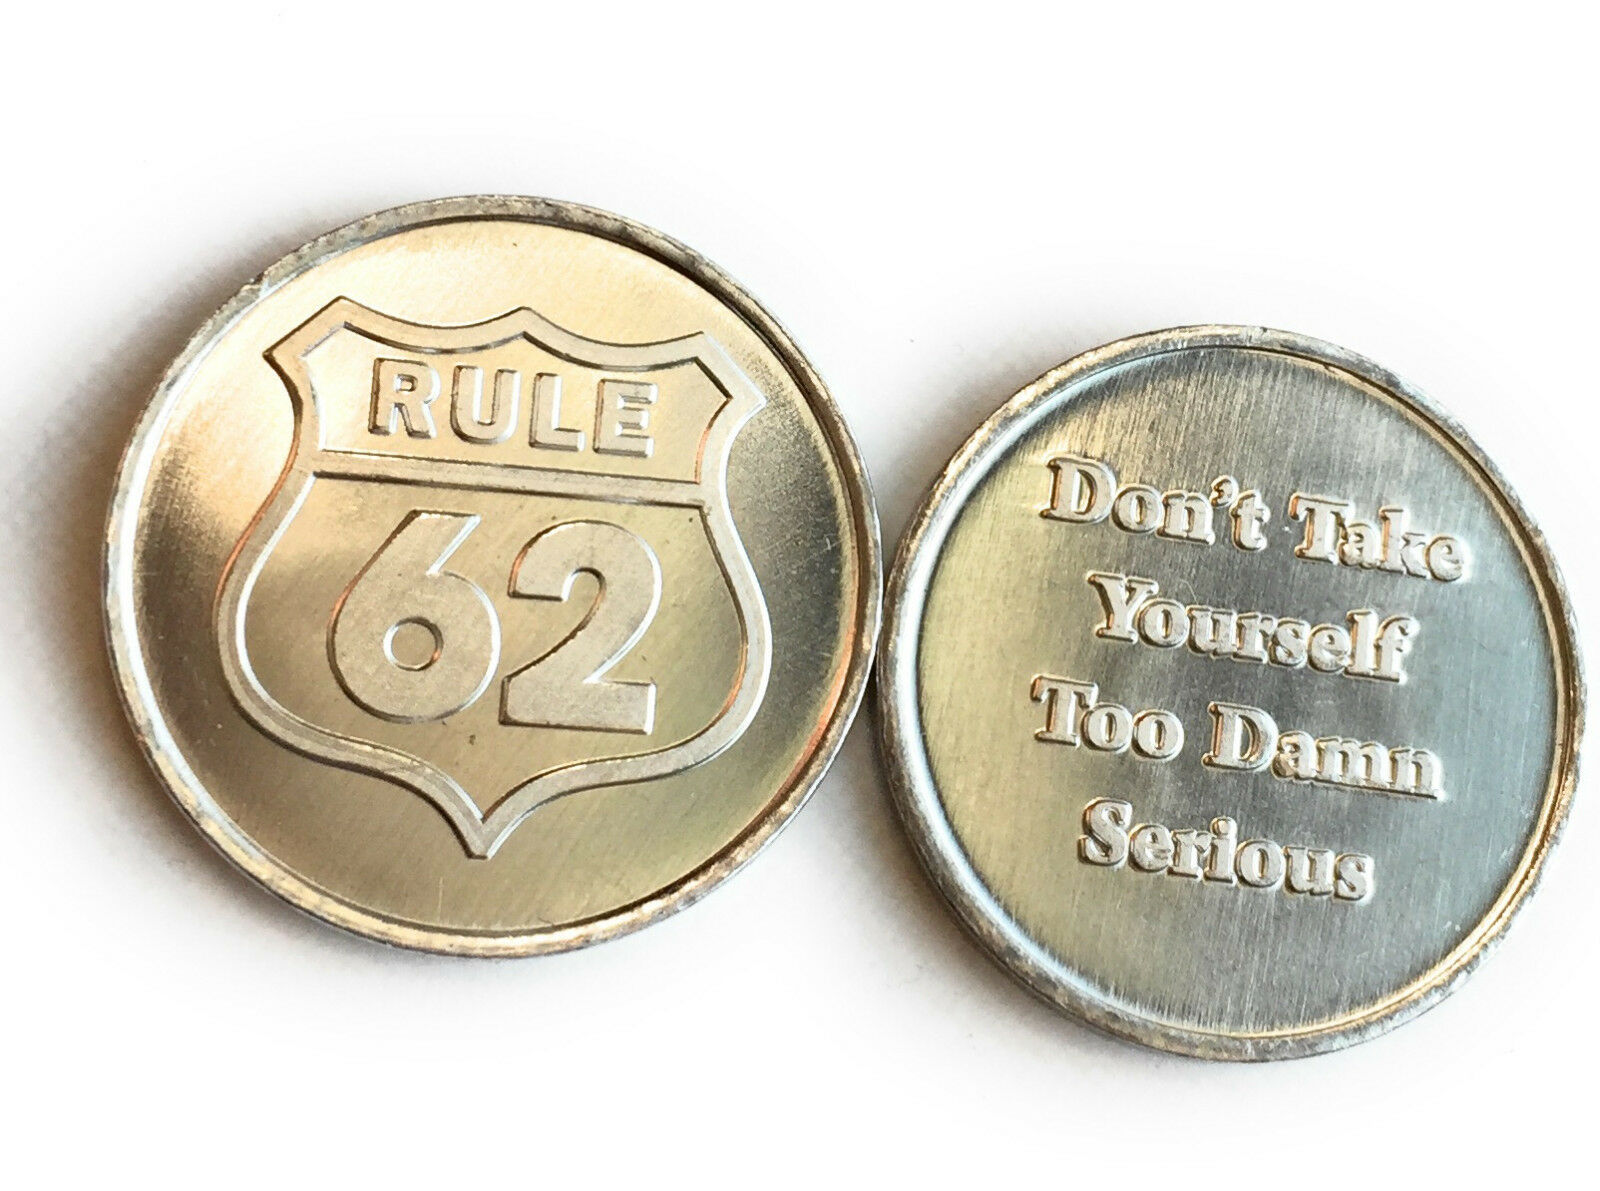 RULE
62
Don't Take
Yourself
Too Damn
Serious